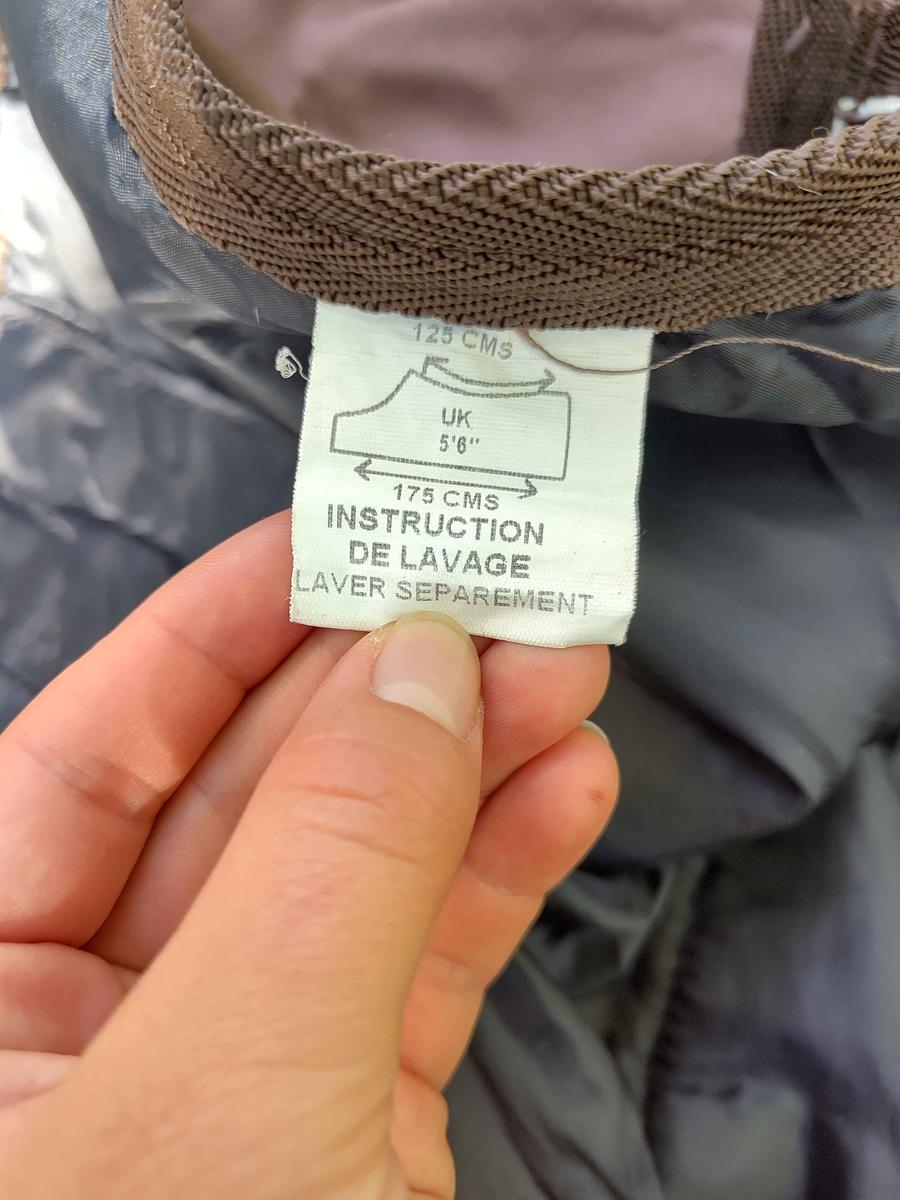 125 CMS
UK
5'6"
175 CMS
INSTRUCTION
DE LAVAGE
LAVER SEPAREMENT